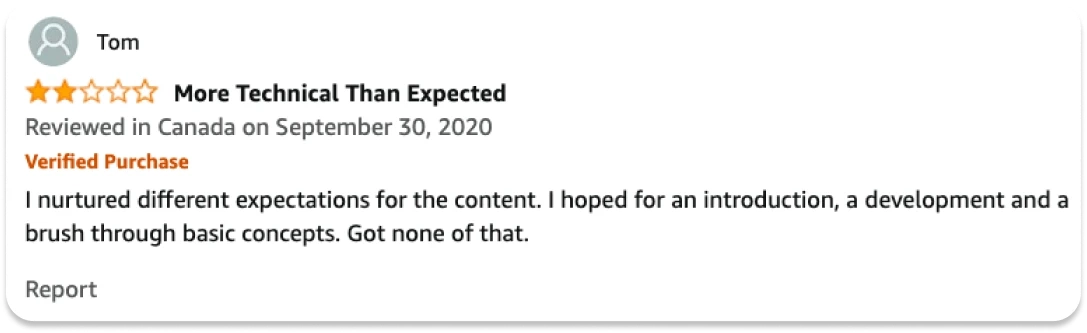 Tom
More Technical Than Expected
Reviewed in Canada on September 30, 2020
Verified Purchase
I nurtured different expectations for the content. I hoped for an introduction, a development and a
brush through basic concepts. Got none of that.
Report